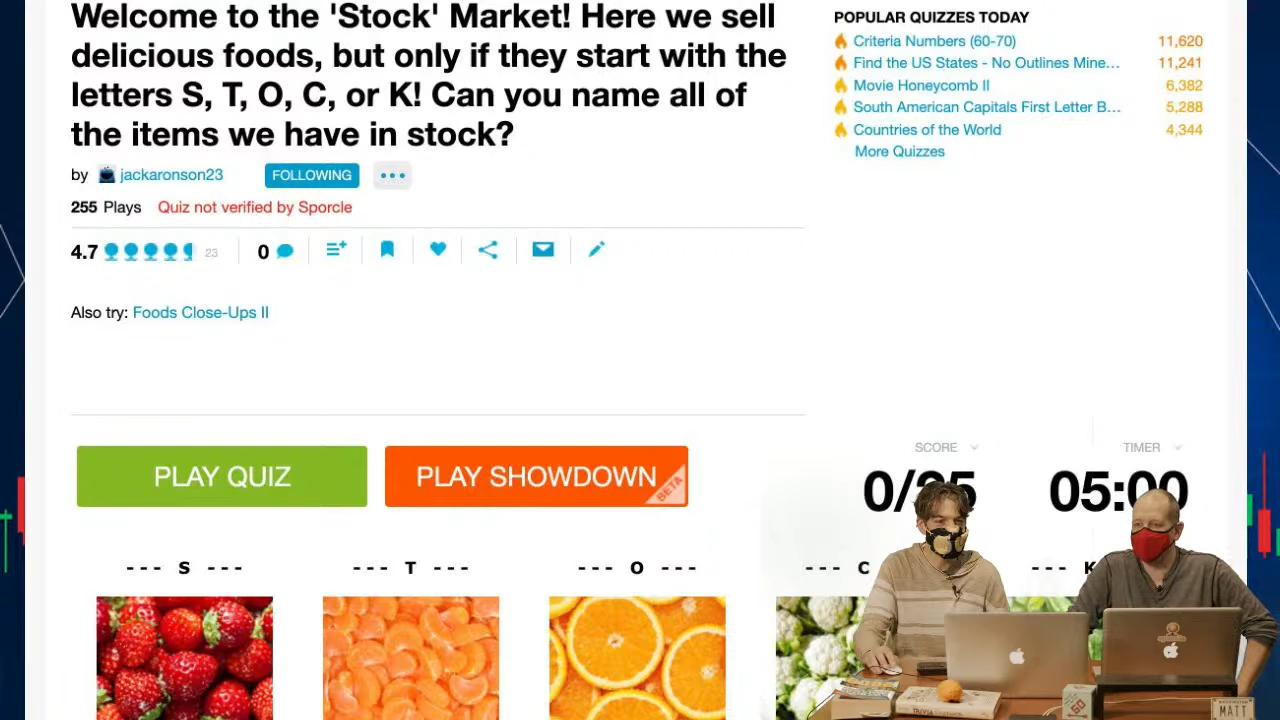 Welcome to the 'Stock' Market! Here we sell
delicious foods, but only if they start with the
letters S, T, O, C, or K! Can you name all of
the items we have in stock?
by jackaronson23 FOLLOWING
255 Plays Quiz not verified by Sporcle
4.7 23 0
Also try: Foods Close-Ups II
PLAY QUIZ
PLAY SHOWDOWN
BETA
POPULAR QUIZZES TODAY
Criteria Numbers (60-70) 11,620
Find the US States - No Outlines Mine... 11,241
Movie Honeycomb II 6,382
South American Capitals First Letter B... 5,288
Countries of the World 4,344
More Quizzes
SCORE
0/25
TIMER
05:00
--- S ---
--- T ---
--- O ---
--- C
--- K
TRIVIA
MATT